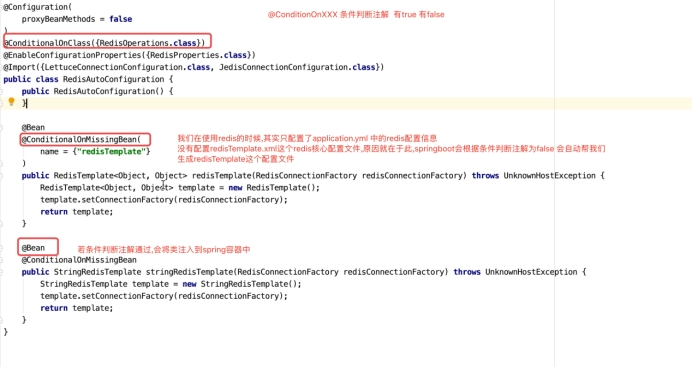 @Configuration(
@ConditionOnXXX 条件判断注解  有true 有false
    proxyBeanMethods = false
)
@ConditionalOnClass({RedisOperations.class})
@EnableConfigurationProperties({RedisProperties.class})
@Import({LettuceConnectionConfiguration.class, JedisConnectionConfiguration.class})
public class RedisAutoConfiguration {
    public RedisAutoConfiguration() {
    }
    @Bean
    @ConditionalOnMissingBean(
我们在使用redis的时候,其实只配置了application.yml 中的redis配置信息
        name = {"redisTemplate"}
没有配置redisTemplate.xml这个redis核心配置文件,原因就在于此,springboot会根据条件判断注解为false 会自动帮我们
    )
生成redisTemplate这个配置文件
    public RedisTemplate<Object, Object> redisTemplate(RedisConnectionFactory redisConnectionFactory) throws UnknownHostException {
        RedisTemplate<Object, Object> template = new RedisTemplate();
        template.setConnectionFactory(redisConnectionFactory);
        return template;
    }
    @Bean
若条件判断注解通过,会将类注入到spring容器中
    @ConditionalOnMissingBean
    public StringRedisTemplate stringRedisTemplate(RedisConnectionFactory redisConnectionFactory) throws UnknownHostException {
        StringRedisTemplate template = new StringRedisTemplate();
        template.setConnectionFactory(redisConnectionFactory);
        return template;
    }
}